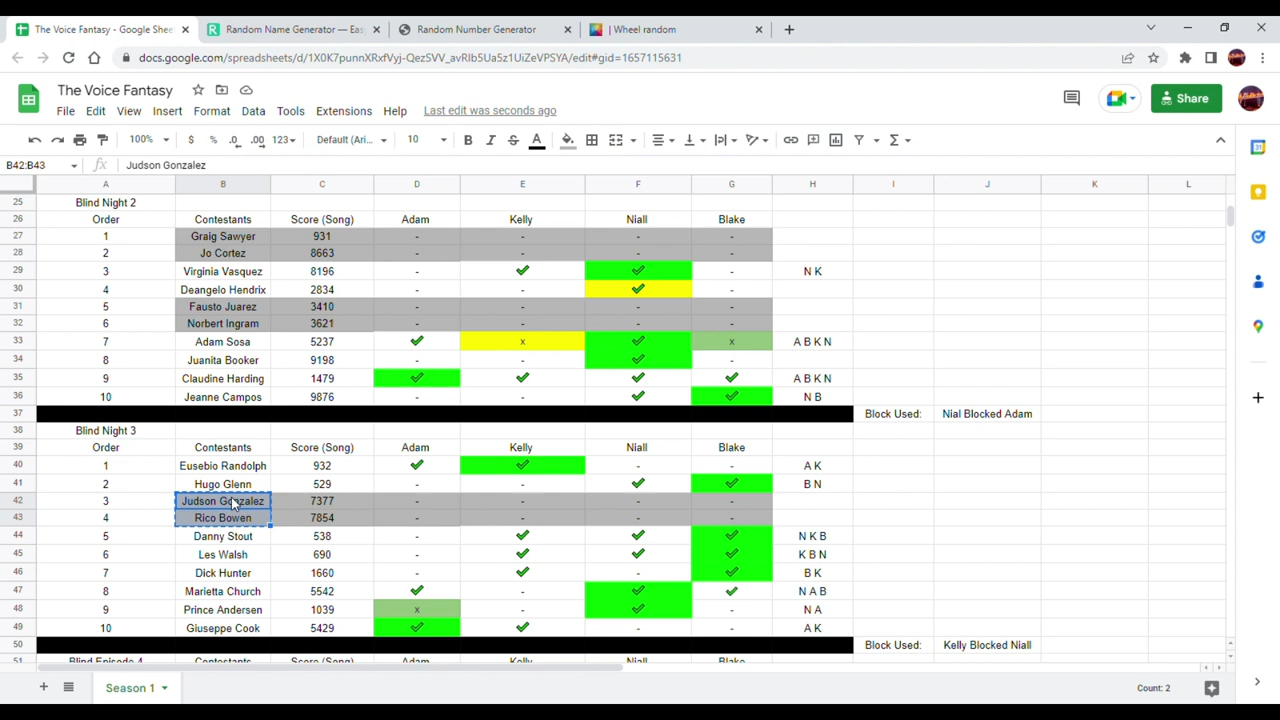 The Voice Fantasy - Google Shee
Random Name Generator — Eas
Random Number Generator
| Wheel random
docs.google.com/spreadsheets/d/1X0K7punnXRxfVyj-QezSVV_avRIb5Ua5z1UiZeVPSYA/edit#gid=1657115631
The Voice Fantasy
File Edit View Insert Format Data Tools Extensions Help Last edit was seconds ago
Share
100% $ % .0 .00 123 Default (Ari... 10 B I S A
B42:B43 fx Judson Gonzalez
A B C D E F G H I J K L
25 Blind Night 2
26 Order Contestants Score (Song) Adam Kelly Niall Blake
27 1 Graig Sawyer 931 - - - -
28 2 Jo Cortez 8663 - - - -
29 3 Virginia Vasquez 8196 - ✓ ✓ - N K
30 4 Deangelo Hendrix 2834 - - ✓ -
31 5 Fausto Juarez 3410 - - - -
32 6 Norbert Ingram 3621 - - - -
33 7 Adam Sosa 5237 ✓ x ✓ x A B K N
34 8 Juanita Booker 9198 - - ✓ -
35 9 Claudine Harding 1479 ✓ ✓ ✓ ✓ A B K N
36 10 Jeanne Campos 9876 - - ✓ ✓ N B
37 Block Used: Nial Blocked Adam
38 Blind Night 3
39 Order Contestants Score (Song) Adam Kelly Niall Blake
40 1 Eusebio Randolph 932 ✓ ✓ - - A K
41 2 Hugo Glenn 529 - - ✓ ✓ B N
42 3 Judson Gonzalez 7377 - - - -
43 4 Rico Bowen 7854 - - - -
44 5 Danny Stout 538 - ✓ ✓ ✓ N K B
45 6 Les Walsh 690 - ✓ ✓ ✓ K B N
46 7 Dick Hunter 1660 - ✓ - ✓ B K
47 8 Marietta Church 5542 ✓ - ✓ ✓ N A B
48 9 Prince Andersen 1039 x - ✓ - N A
49 10 Giuseppe Cook 5429 ✓ ✓ - - A K
50 Block Used: Kelly Blocked Niall
51 Blind Episode 4 Contestants Score (Song) Adam Kelly Niall Blake
Season 1
Count: 2